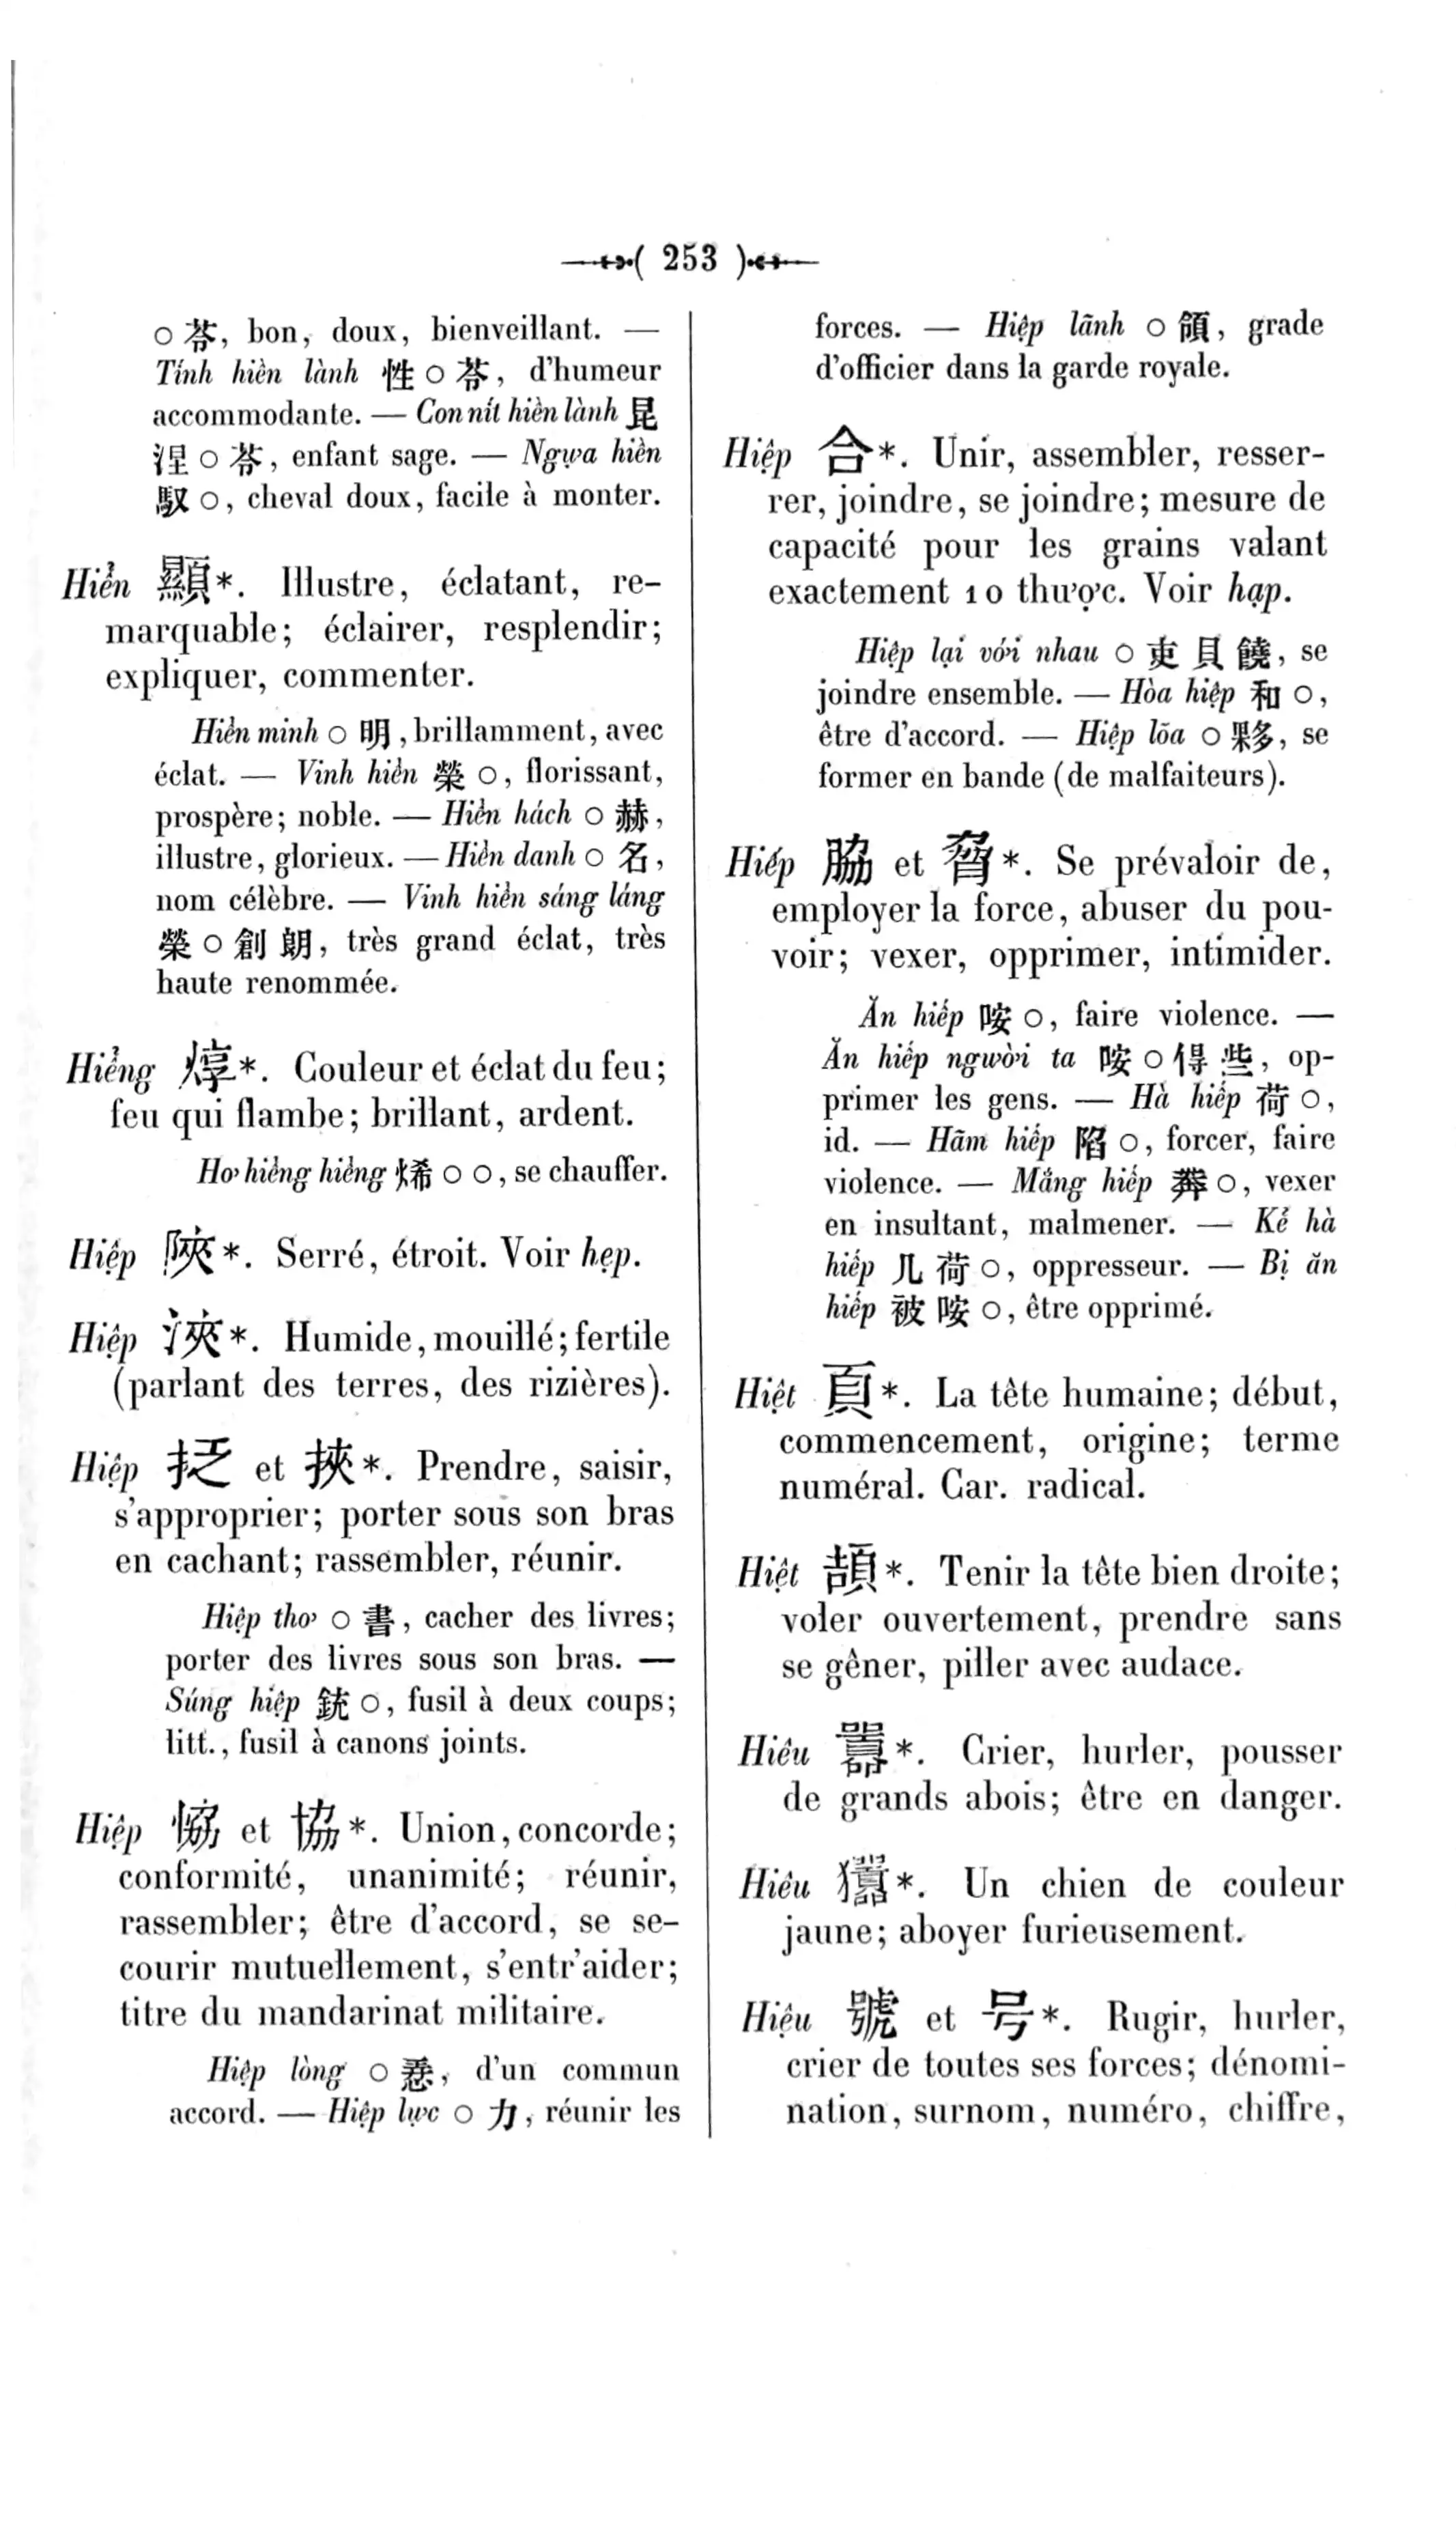 ( 253 )
○ 苓, bon, doux, bienveillant. —
Tính hiền lành 性 ○ 苓, d'humeur
accommodante. — Con nít hiền lành 昆
湼 ○ 苓, enfant sage. — Ngựa hiền
馭 ○, cheval doux, facile à monter.
Hiển 顯*. Illustre, éclatant, re-
marquable; éclairer, resplendir;
expliquer, commenter.
Hiển minh ○ 明, brillamment, avec
éclat. — Vinh hiển 榮 ○, florissant,
prospère; noble. — Hiển hách ○ 赫,
illustre, glorieux. — Hiển danh ○ 名,
nom célèbre. — Vinh hiển sáng láng
榮 ○ 創 朗, très grand éclat, très
haute renommée.
Hiểng 焞*. Couleur et éclat du feu;
feu qui flambe; brillant, ardent.
Hơ hiểng hiểng 烯 ○ ○, se chauffer.
Hiệp 陝*. Serré, étroit. Voir hẹp.
Hiệp 浹*. Humide, mouillé; fertile
(parlant des terres, des rizières).
Hiệp et 挾*. Prendre, saisir,
s'approprier; porter sous son bras
en cachant; rassembler, réunir.
Hiệp thơ ○ 書, cacher des livres;
porter des livres sous son bras. —
Súng hiệp 銃 ○, fusil à deux coups;
litt., fusil à canons joints.
Hiệp 恊 et 協*. Union, concorde;
conformité, unanimité; réunir,
rassembler; être d'accord, se se-
courir mutuellement, s'entr'aider;
titre du mandarinat militaire.
Hiệp lòng ○, d'un commun
accord. — Hiệp lực ○ 力, réunir les
forces. — Hiệp lãnh ○ 領, grade
d'officier dans la garde royale.
Hiệp 合*. Unir, assembler, resser-
rer, joindre, se joindre; mesure de
capacité pour les grains valant
exactement 10 thược. Voir hạp.
Hiệp lại với nhau ○ 吏 貝 饒, se
joindre ensemble. — Hòa hiệp 和 ○,
être d'accord. — Hiệp lõa ○ 夥, se
former en bande (de malfaiteurs).
Hiếp 脇 et 脅*. Se prévaloir de,
employer la force, abuser du pou-
voir; vexer, opprimer, intimider.
Ăn hiếp 咹 ○, faire violence. —
Ăn hiếp người ta 咹 ○ 㝵 些, op-
primer les gens. — Hà hiếp 荷 ○,
id. — Hãm hiếp 陷 ○, forcer, faire
violence. — Mắng hiếp ○, vexer
en insultant, malmener. — Kẻ hà
hiếp 几 荷 ○, oppresseur. — Bị ăn
hiếp 被 咹 ○, être opprimé.
Hiệt 頁*. La tête humaine; début,
commencement, origine; terme
numéral. Car. radical.
Hiệt 頡*. Tenir la tête bien droite;
voler ouvertement, prendre sans
se gêner, piller avec audace.
Hiêu 嚣*. Crier, hurler, pousser
de grands abois; être en danger.
Hiêu 獢*. Un chien de couleur
jaune; aboyer furieusement.
Hiệu 號 et 号*. Rugir, hurler,
crier de toutes ses forces; dénomi-
nation, surnom, numéro, chiffre,